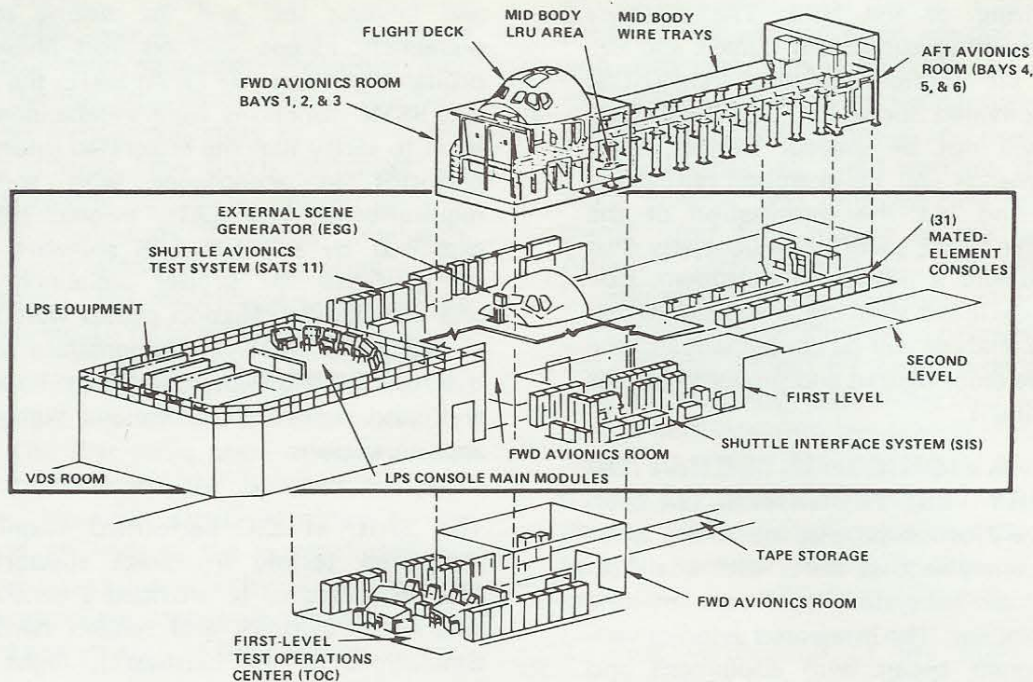 FLIGHT DECK
MID BODY
LRU AREA
MID BODY
WIRE TRAYS
FWD AVIONICS ROOM
BAYS 1, 2, & 3
AFT AVIONICS
ROOM (BAYS 4,
5, & 6)
EXTERNAL SCENE
GENERATOR (ESG)
SHUTTLE AVIONICS
TEST SYSTEM (SATS 11)
(31)
MATED-
ELEMENT
CONSOLES
LPS EQUIPMENT
SECOND
LEVEL
FIRST LEVEL
SHUTTLE INTERFACE SYSTEM (SIS)
FWD AVIONICS ROOM
VDS ROOM
LPS CONSOLE MAIN MODULES
TAPE STORAGE
FWD AVIONICS ROOM
FIRST-LEVEL
TEST OPERATIONS
CENTER (TOC)